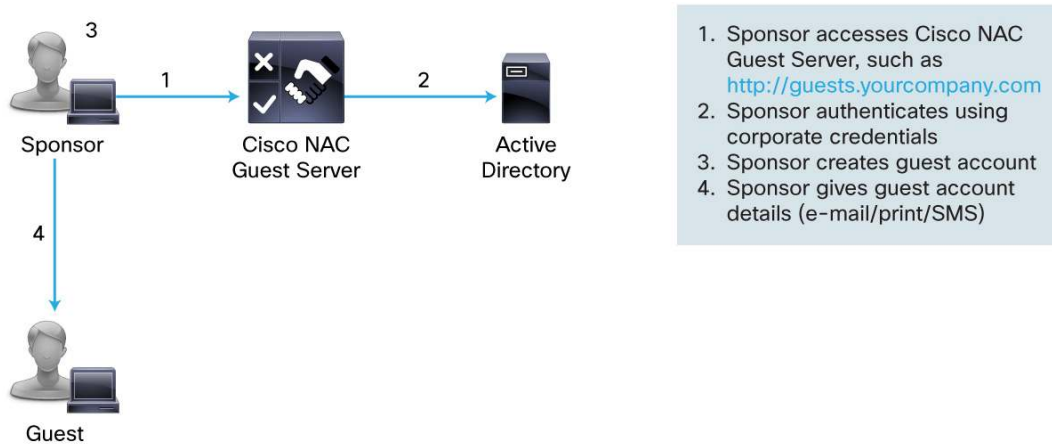 3
1
2
Sponsor
Cisco NAC
Guest Server
Active
Directory
4
Guest
1. Sponsor accesses Cisco NAC
Guest Server, such as
http://guests.yourcompany.com
2. Sponsor authenticates using
corporate credentials
3. Sponsor creates guest account
4. Sponsor gives guest account
details (e-mail/print/SMS)